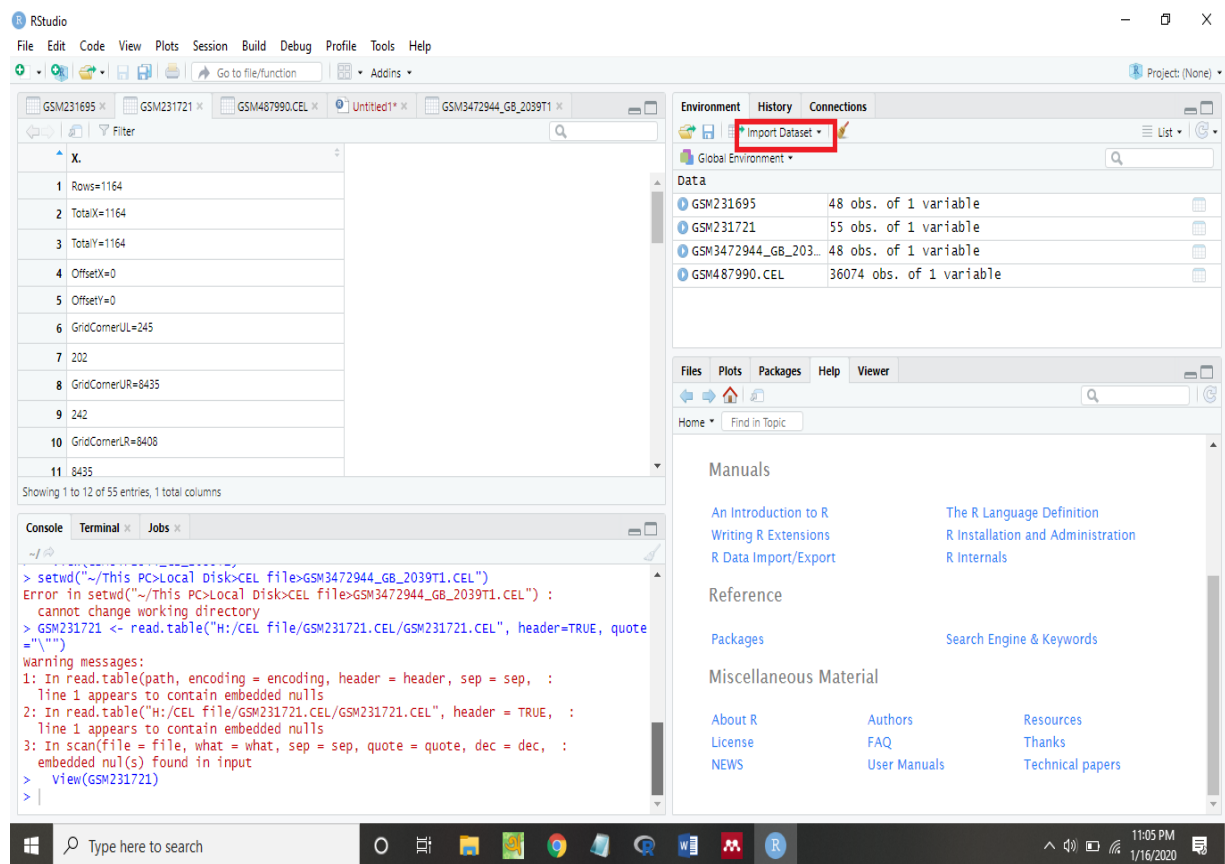 RStudio
File Edit Code View Plots Session Build Debug Profile Tools Help
Go to file/function Addins Project: (None)
GSM231695 GSM231721 GSM487990.CEL Untitled1* GSM3472944_GB_2039T1
Filter
X.
1 Rows=1164
2 TotalX=1164
3 TotalY=1164
4 OffsetX=0
5 OffsetY=0
6 GridCornerUL=245
7 202
8 GridCornerUR=8435
9 242
10 GridCornerLR=8408
11 8435
Showing 1 to 12 of 55 entries, 1 total columns
Console Terminal Jobs
~/
> setwd("~/This PC>Local Disk>CEL file>GSM3472944_GB_2039T1.CEL")
Error in setwd("~/This PC>Local Disk>CEL file>GSM3472944_GB_2039T1.CEL") :
cannot change working directory
> GSM231721 <- read.table("H:/CEL file/GSM231721.CEL/GSM231721.CEL", header=TRUE, quote
="\"")
Warning messages:
1: In read.table(path, encoding = encoding, header = header, sep = sep, :
line 1 appears to contain embedded nulls
2: In read.table("H:/CEL file/GSM231721.CEL/GSM231721.CEL", header = TRUE, :
line 1 appears to contain embedded nulls
3: In scan(file = file, what = what, sep = sep, quote = quote, dec = dec, :
embedded nul(s) found in input
> View(GSM231721)
>
Environment History Connections
Import Dataset List
Global Environment
Data
GSM231695 48 obs. of 1 variable
GSM231721 55 obs. of 1 variable
GSM3472944_GB_203… 48 obs. of 1 variable
GSM487990.CEL 36074 obs. of 1 variable
Files Plots Packages Help Viewer
Home Find in Topic
Manuals
An Introduction to R The R Language Definition
Writing R Extensions R Installation and Administration
R Data Import/Export R Internals
Reference
Packages Search Engine & Keywords
Miscellaneous Material
About R Authors Resources
License FAQ Thanks
NEWS User Manuals Technical papers
Type here to search
11:05 PM
1/16/2020